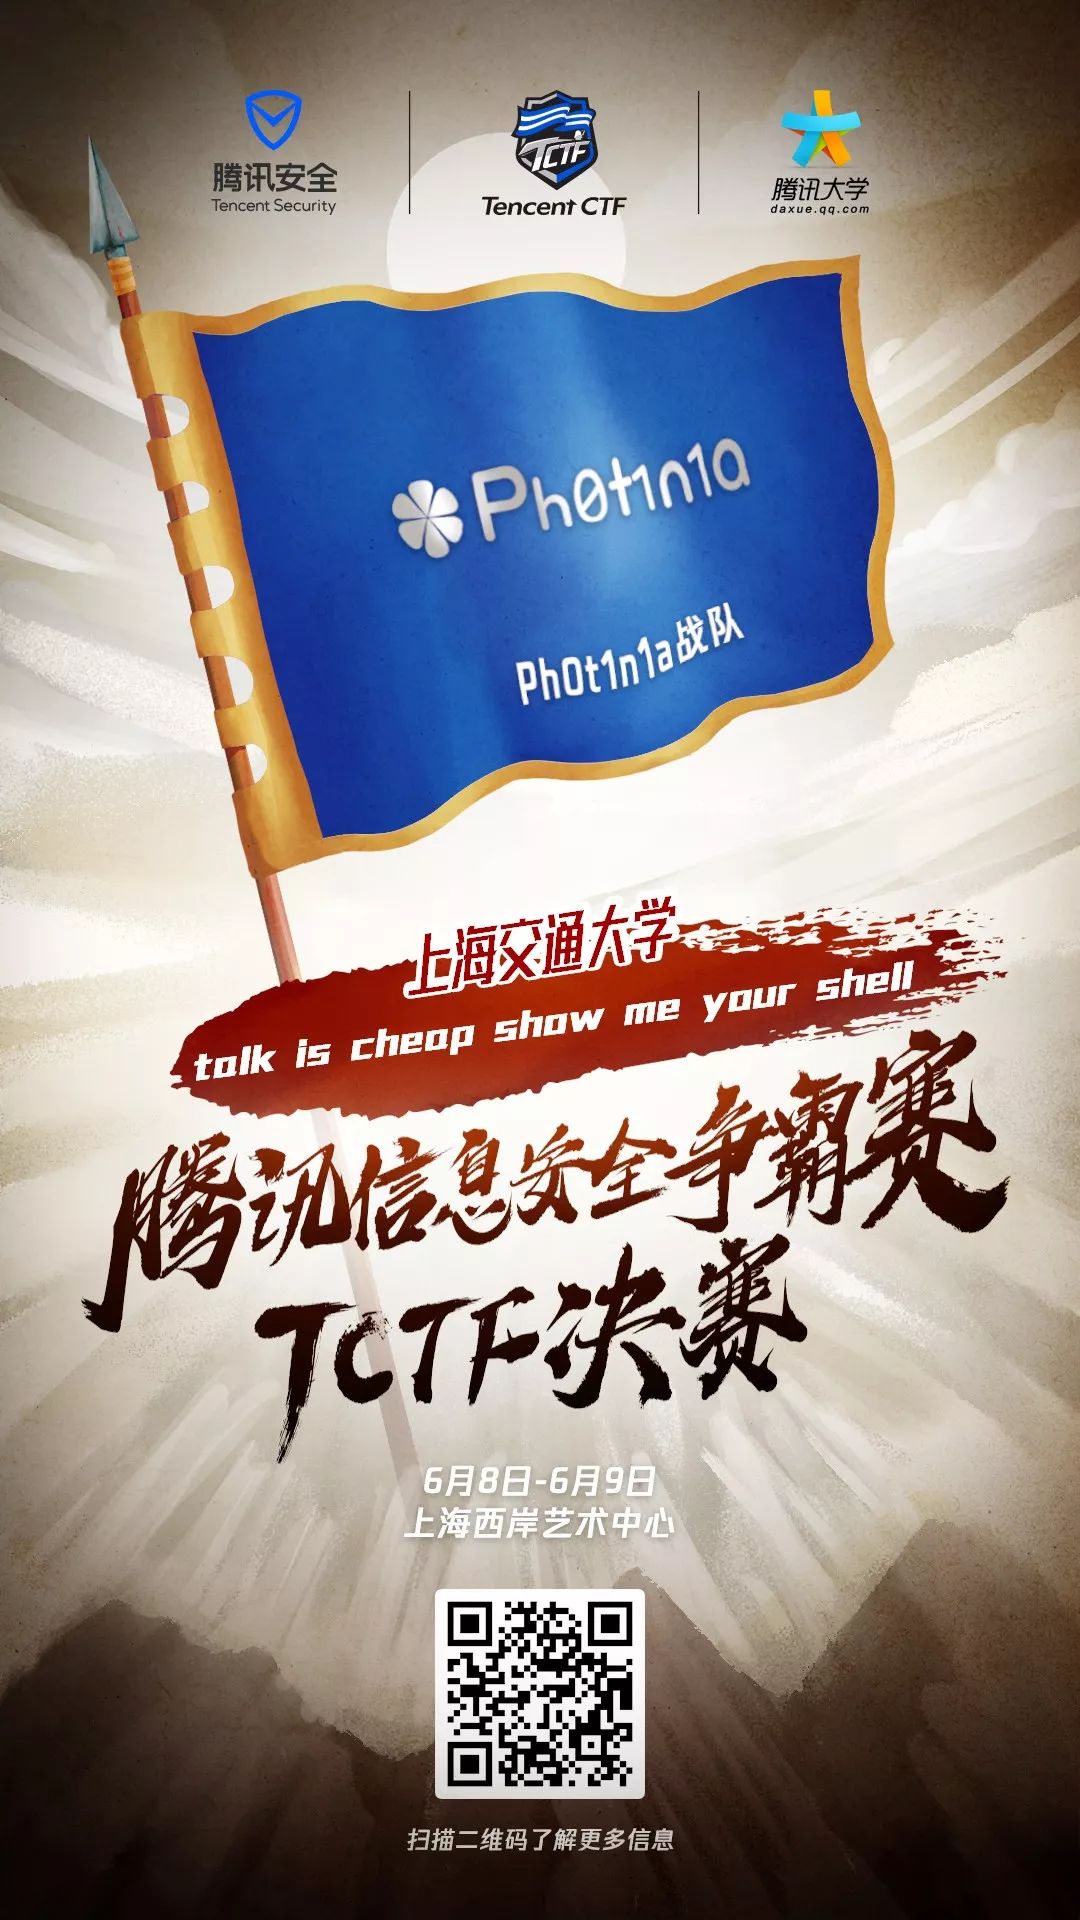 腾讯安全
Tencent Security
TCTF
Tencent CTF
腾讯大学
daxue.qq.com
Ph0t1n1a
Ph0t1n1a战队
上海交通大学
talk is cheap show me your shell
腾讯信息安全争霸赛
TCTF决赛
6月8日-6月9日
上海西岸艺术中心
扫描二维码了解更多信息